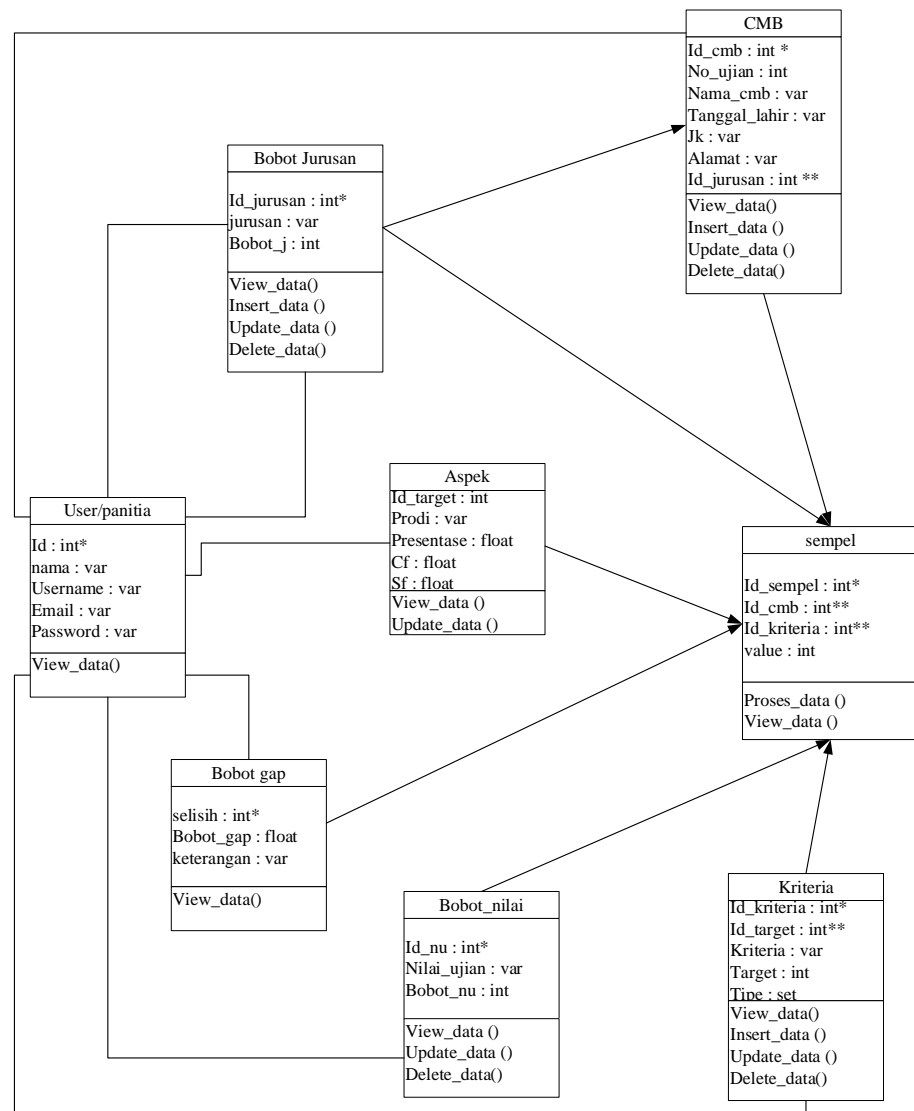 CMB
Id_cmb : int *
No_ujian : int
Nama_cmb : var
Tanggal_lahir : var
Jk : var
Alamat : var
Id_jurusan : int **
View_data()
Insert_data ()
Update_data ()
Delete_data()
Bobot Jurusan
Id_jurusan : int*
jurusan : var
Bobot_j : int
View_data()
Insert_data ()
Update_data ()
Delete_data()
Aspek
Id_target : int
Prodi : var
Presentase : float
Cf : float
Sf : float
View_data ()
Update_data ()
User/panitia
Id : int*
nama : var
Username : var
Email : var
Password : var
View_data()
sempel
Id_sempel : int*
Id_cmb : int**
Id_kriteria : int**
value : int
Proses_data ()
View_data ()
Bobot gap
selisih : int*
Bobot_gap : float
keterangan : var
View_data()
Bobot_nilai
Id_nu : int*
Nilai_ujian : var
Bobot_nu : int
View_data ()
Update_data ()
Delete_data()
Kriteria
Id_kriteria : int*
Id_target : int**
Kriteria : var
Target : int
Tipe : set
View_data()
Insert_data ()
Update_data ()
Delete_data()